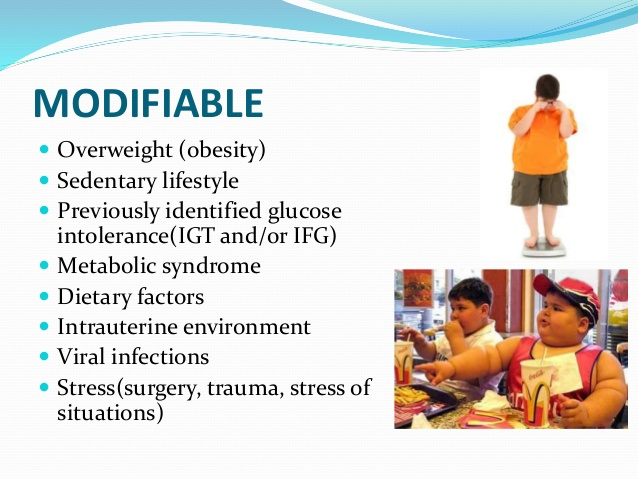 MODIFIABLE
Overweight (obesity)
Sedentary lifestyle
Previously identified glucose
intolerance(IGT and/or IFG)
Metabolic syndrome
Dietary factors
Intrauterine environment
Viral infections
Stress(surgery, trauma, stress of
situations)